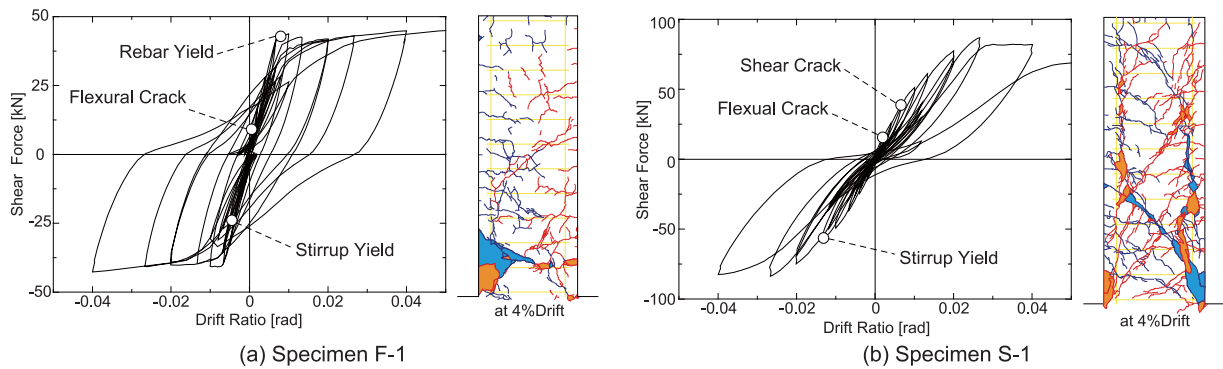 50
25
0
-25
50
Shear Force [kN]
Rebar Yield
Flexural Crack
Stirrup Yield
-0.04
-0.02
0
0.02
0.04
Drift Ratio [rad]
at 4%Drift
(a) Specimen F-1
100
50
0
-50
-100
Shear Force [kN]
Shear Crack
Flexual Crack
Stirrup Yield
-0.04
-0.02
0
0.02
0.04
Drift Ratio [rad]
at 4%Drift
(b) Specimen S-1